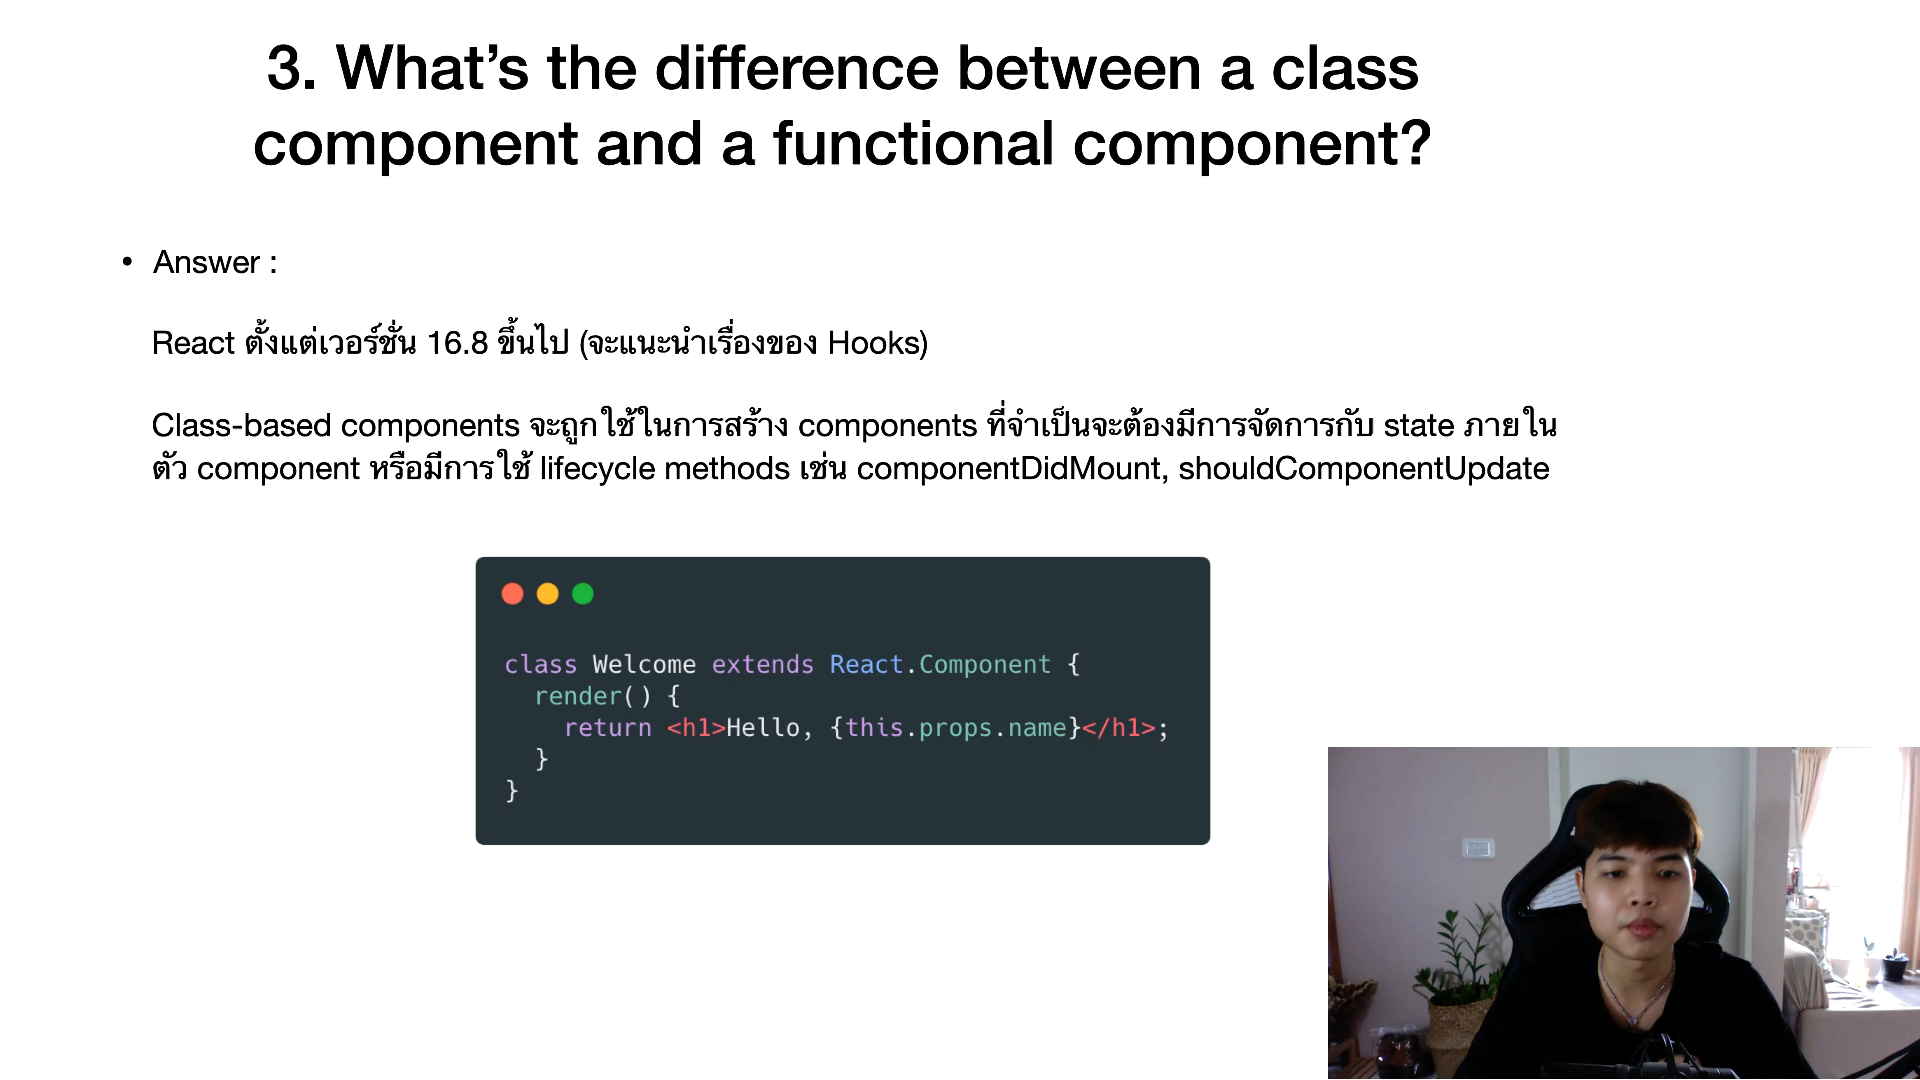 3. What’s the difference between a class
component and a functional component?
• Answer :
React ตั้งแต่เวอร์ชั่น 16.8 ขึ้นไป (จะแนะนำเรื่องของ Hooks)
Class-based components จะถูกใช้ในการสร้าง components ที่จำเป็นจะต้องมีการจัดการกับ state ภายใน
ตัว component หรือมีการใช้ lifecycle methods เช่น componentDidMount, shouldComponentUpdate
class Welcome extends React.Component {
  render() {
    return <h1>Hello, {this.props.name}</h1>;
  }
}